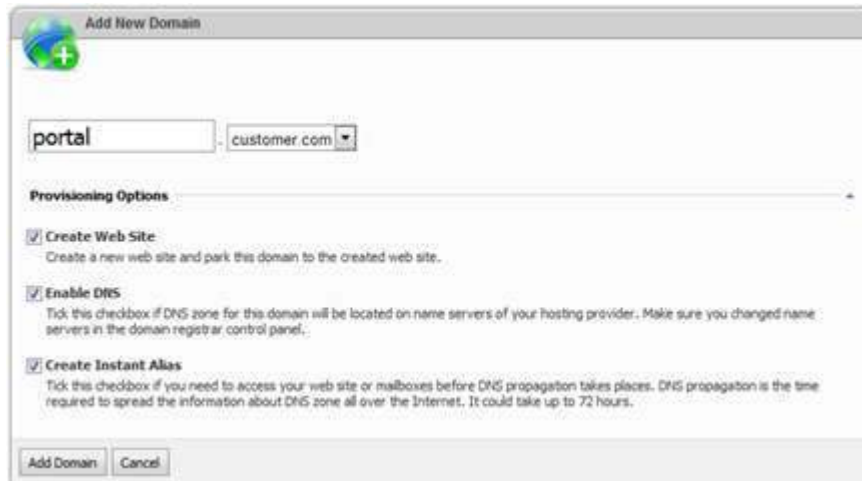 Add New Domain
portal . customer.com
Provisioning Options
Create Web Site
Create a new web site and park this domain to the created web site.
Enable DNS
Tick this checkbox if DNS zone for this domain will be located on name servers of your hosting provider. Make sure you changed name
servers in the domain registrar control panel.
Create Instant Alias
Tick this checkbox if you need to access your web site or mailboxes before DNS propagation takes places. DNS propagation is the time
required to spread the information about DNS zone all over the Internet. It could take up to 72 hours.
Add Domain Cancel